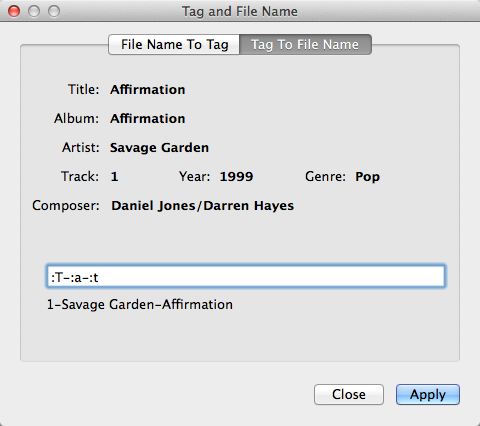 Tag and File Name
File Name To Tag Tag To File Name
Title: Affirmation
Album: Affirmation
Artist: Savage Garden
Track: 1 Year: 1999 Genre: Pop
Composer: Daniel Jones/Darren Hayes
:T-:a-:t
1-Savage Garden-Affirmation
Close Apply